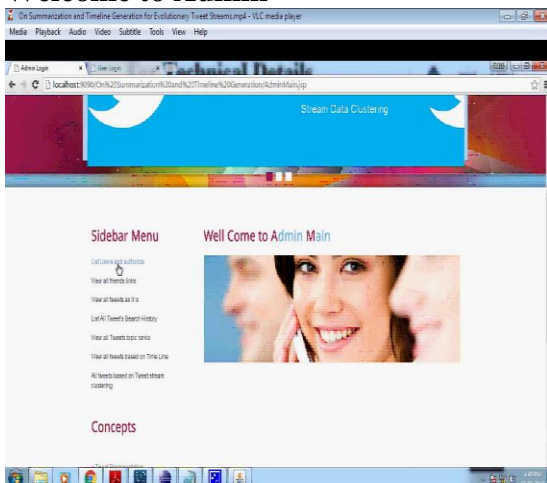 On Summarization and Timeline Generation for Evolutionary Tweet Streams.mp4 - VLC media player
Media Playback Audio Video Subtitle Tools View Help
Admin Login User Login Technical Details
localhost:9090/On%20Summarization%20and%20Timeline%20Generation/AdminMain.jsp
Stream Data Clustering
Sidebar Menu
Well Come to Admin Main
List Users and authorize
View all friends links
View all tweets as it is
List All Tweet's Search History
View all Tweets topic ranks
View all tweets based on Time Line
All tweets based on Tweet stream
clustering
Concepts